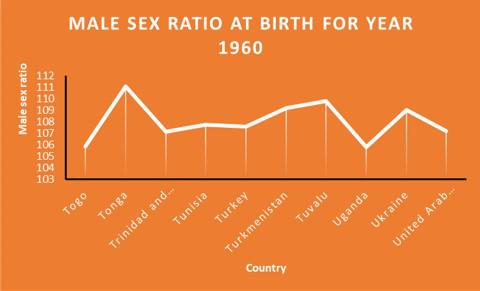 MALE SEX RATIO AT BIRTH FOR YEAR
1960
Male sex ratio
112
111
110
109
108
107
106
105
104
103
Togo
Tonga
Trinidad and...
Tunisia
Turkey
Turkmenistan
Tuvalu
Uganda
Ukraine
United Arab...
Country